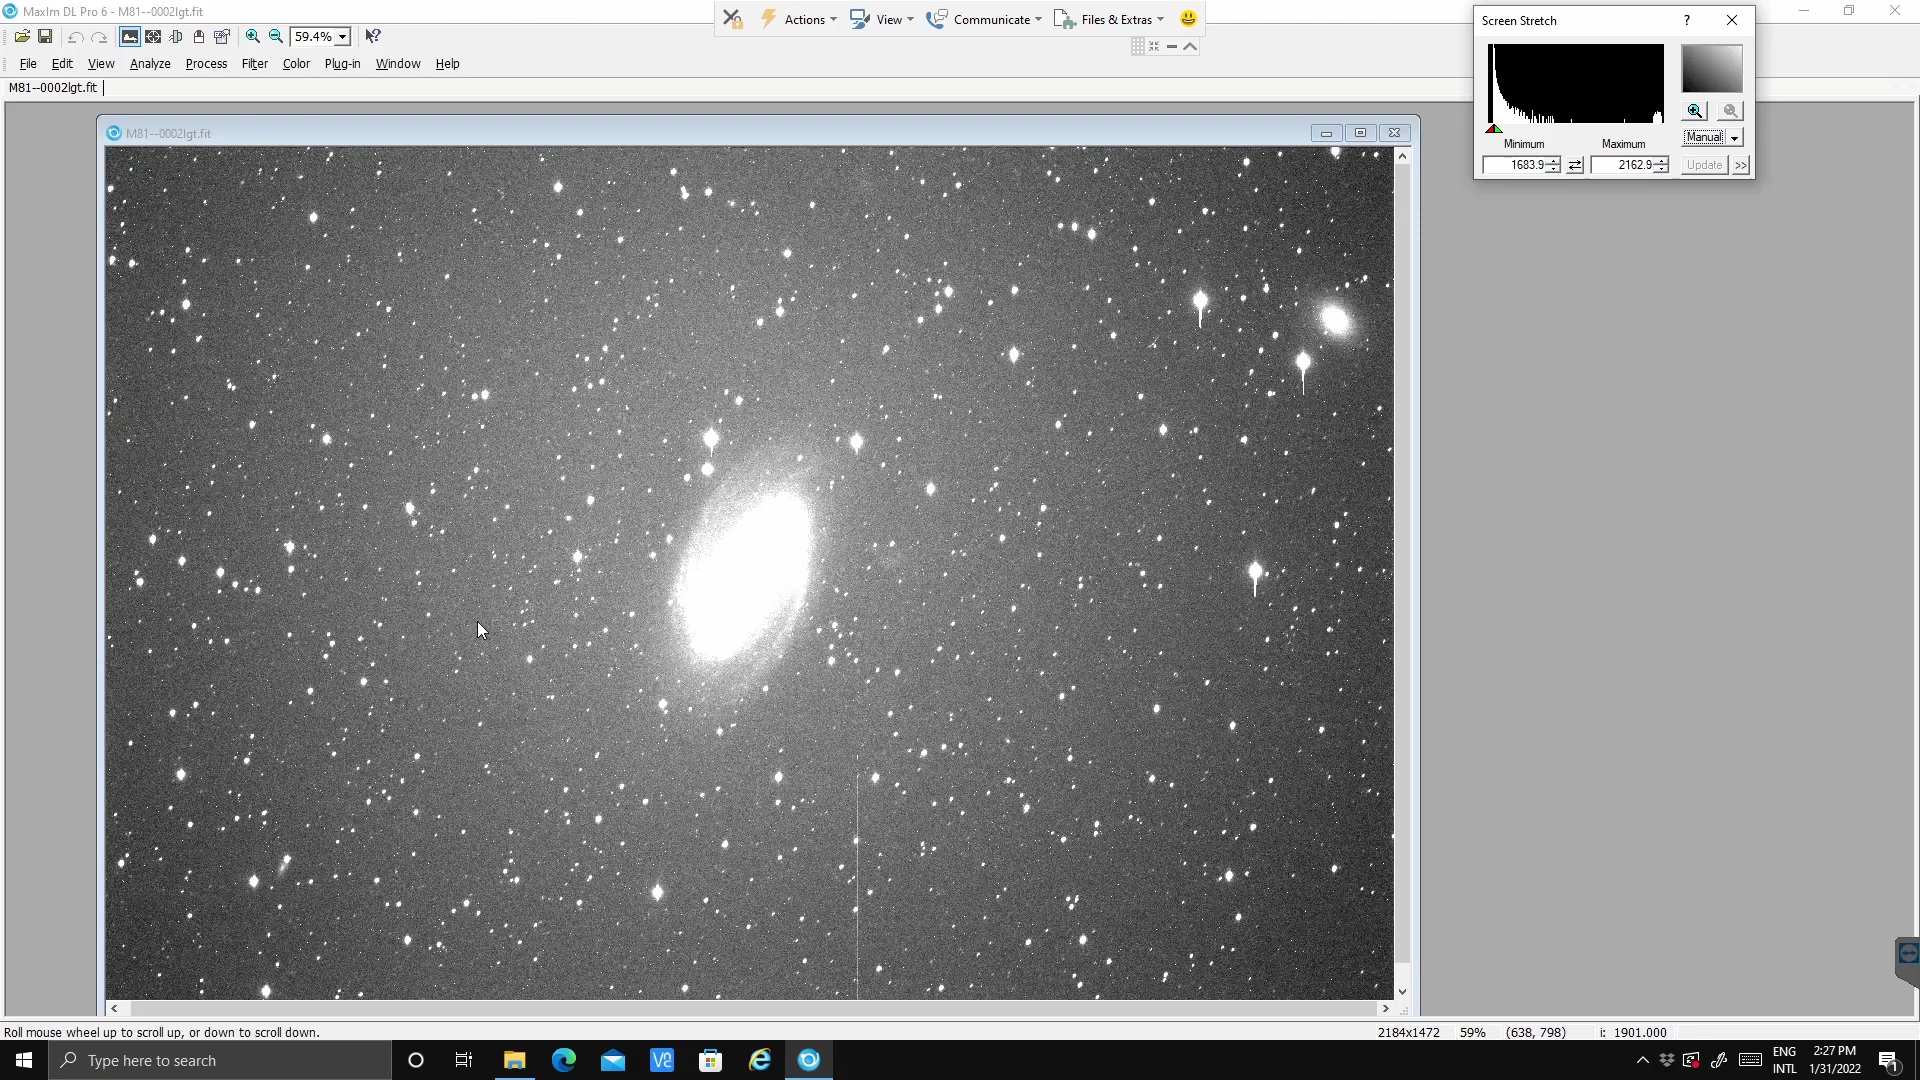 MaxIm DL Pro 6 - M81--0002lgt.fit
Actions
View
Communicate
Files & Extras
59.4%
File Edit View Analyze Process Filter Color Plug-in Window Help
M81--0002lgt.fit
M81--0002lgt.fit
Screen Stretch
?
Manual
Minimum Maximum
1683.9 2162.9 Update >>
Roll mouse wheel up to scroll up, or down to scroll down.
2184x1472 59% (638, 798) i: 1901.000
Type here to search
ENG
INTL
2:27 PM
1/31/2022
1